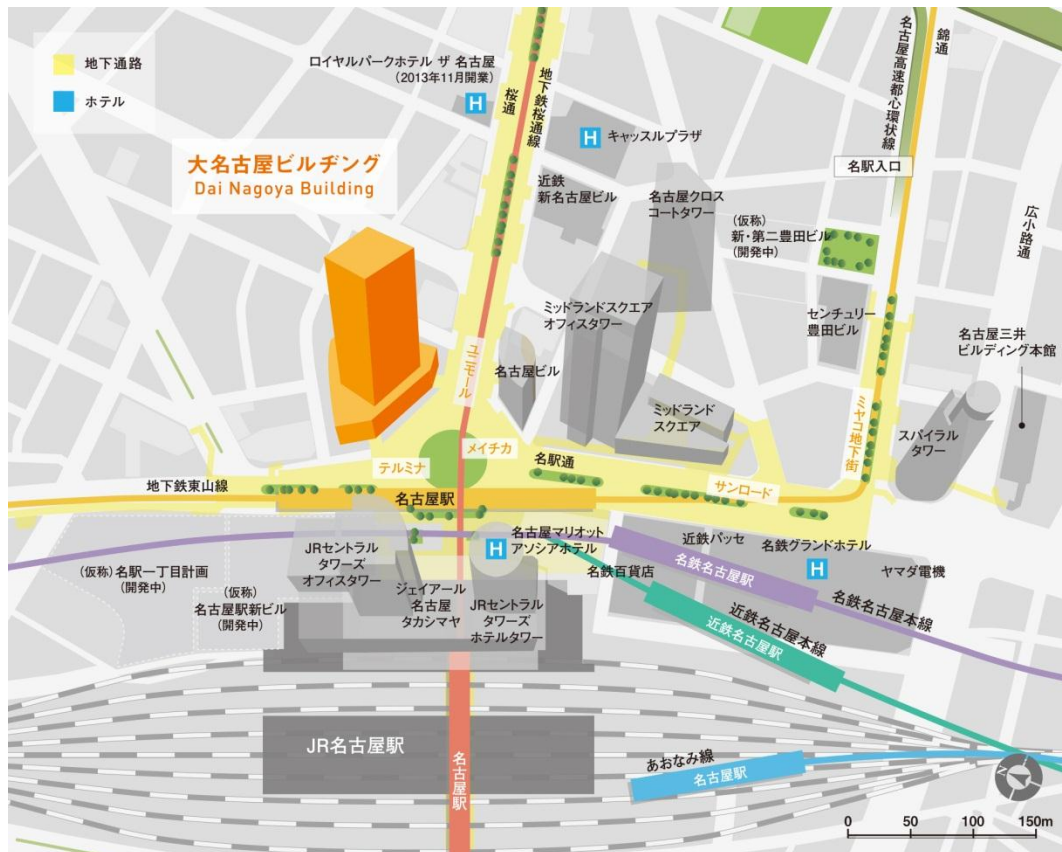 地下通路
ホテル
ロイヤルパークホテル ザ 名古屋
(2013年11月開業)
H
桜通
地下鉄桜通線
H
キャッスルプラザ
名古屋高速都心環状線
錦通
名駅入口
広小路通
大名古屋ビルヂング
Dai Nagoya Building
近鉄
新名古屋ビル
名古屋クロス
コートタワー
(仮称)
新・第二豊田ビル
(開発中)
センチュリー
豊田ビル
名古屋三井
ビルディング本館
ミッドランドスクエア
オフィスタワー
ユニモール
名古屋ビル
ミッドランド
スクエア
ミヤコ地下街
スパイラル
タワー
メイチカ
テルミナ
名駅通
サンロード
地下鉄東山線
名古屋駅
(仮称)名駅一丁目計画
(開発中)
(仮称)
名古屋駅新ビル
(開発中)
JRセントラル
タワーズ
オフィスタワー
ジェイアール
名古屋
タカシマヤ
H
名古屋マリオット
アソシアホテル
JRセントラル
タワーズ
ホテルタワー
近鉄パッセ
名鉄グランドホテル
H
ヤマダ電機
名鉄百貨店
名鉄名古屋駅
名鉄名古屋本線
近鉄名古屋本線
近鉄名古屋駅
JR名古屋駅
名古屋駅
あおなみ線
名古屋駅
N
0 50 100 150m